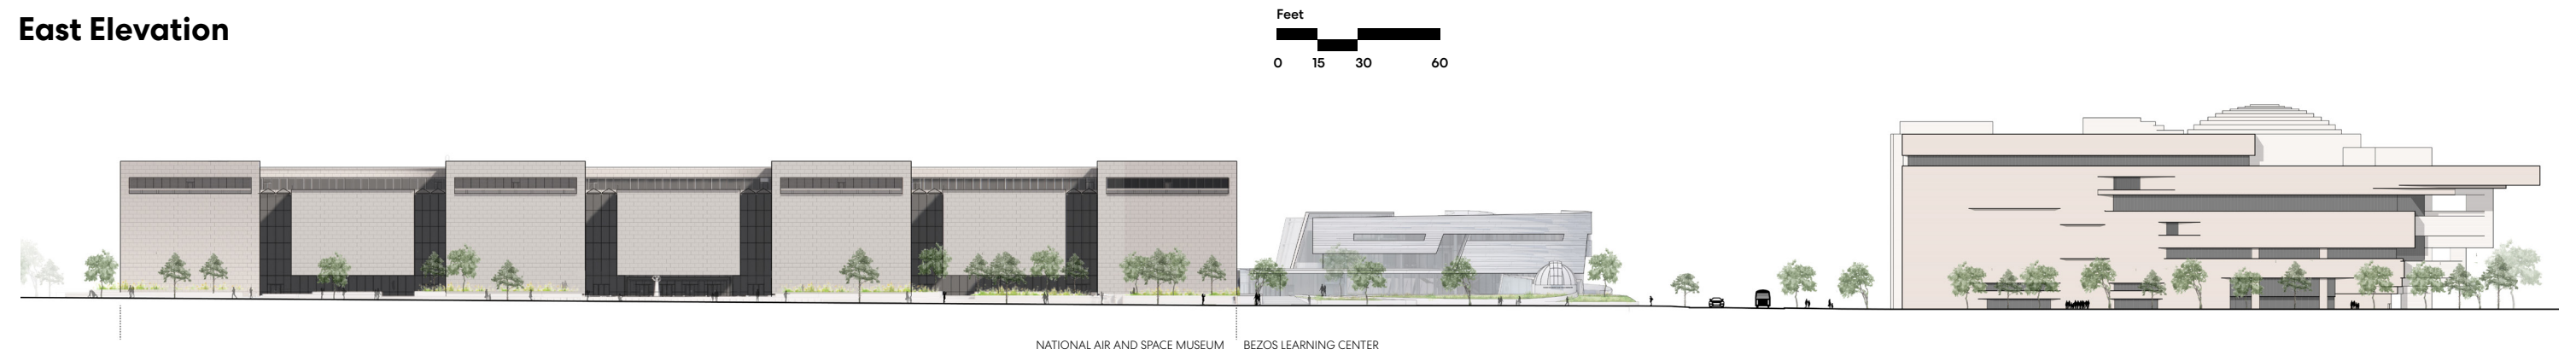 East Elevation
Feet
0 15 30 60
NATIONAL AIR AND SPACE MUSEUM
BEZOS LEARNING CENTER